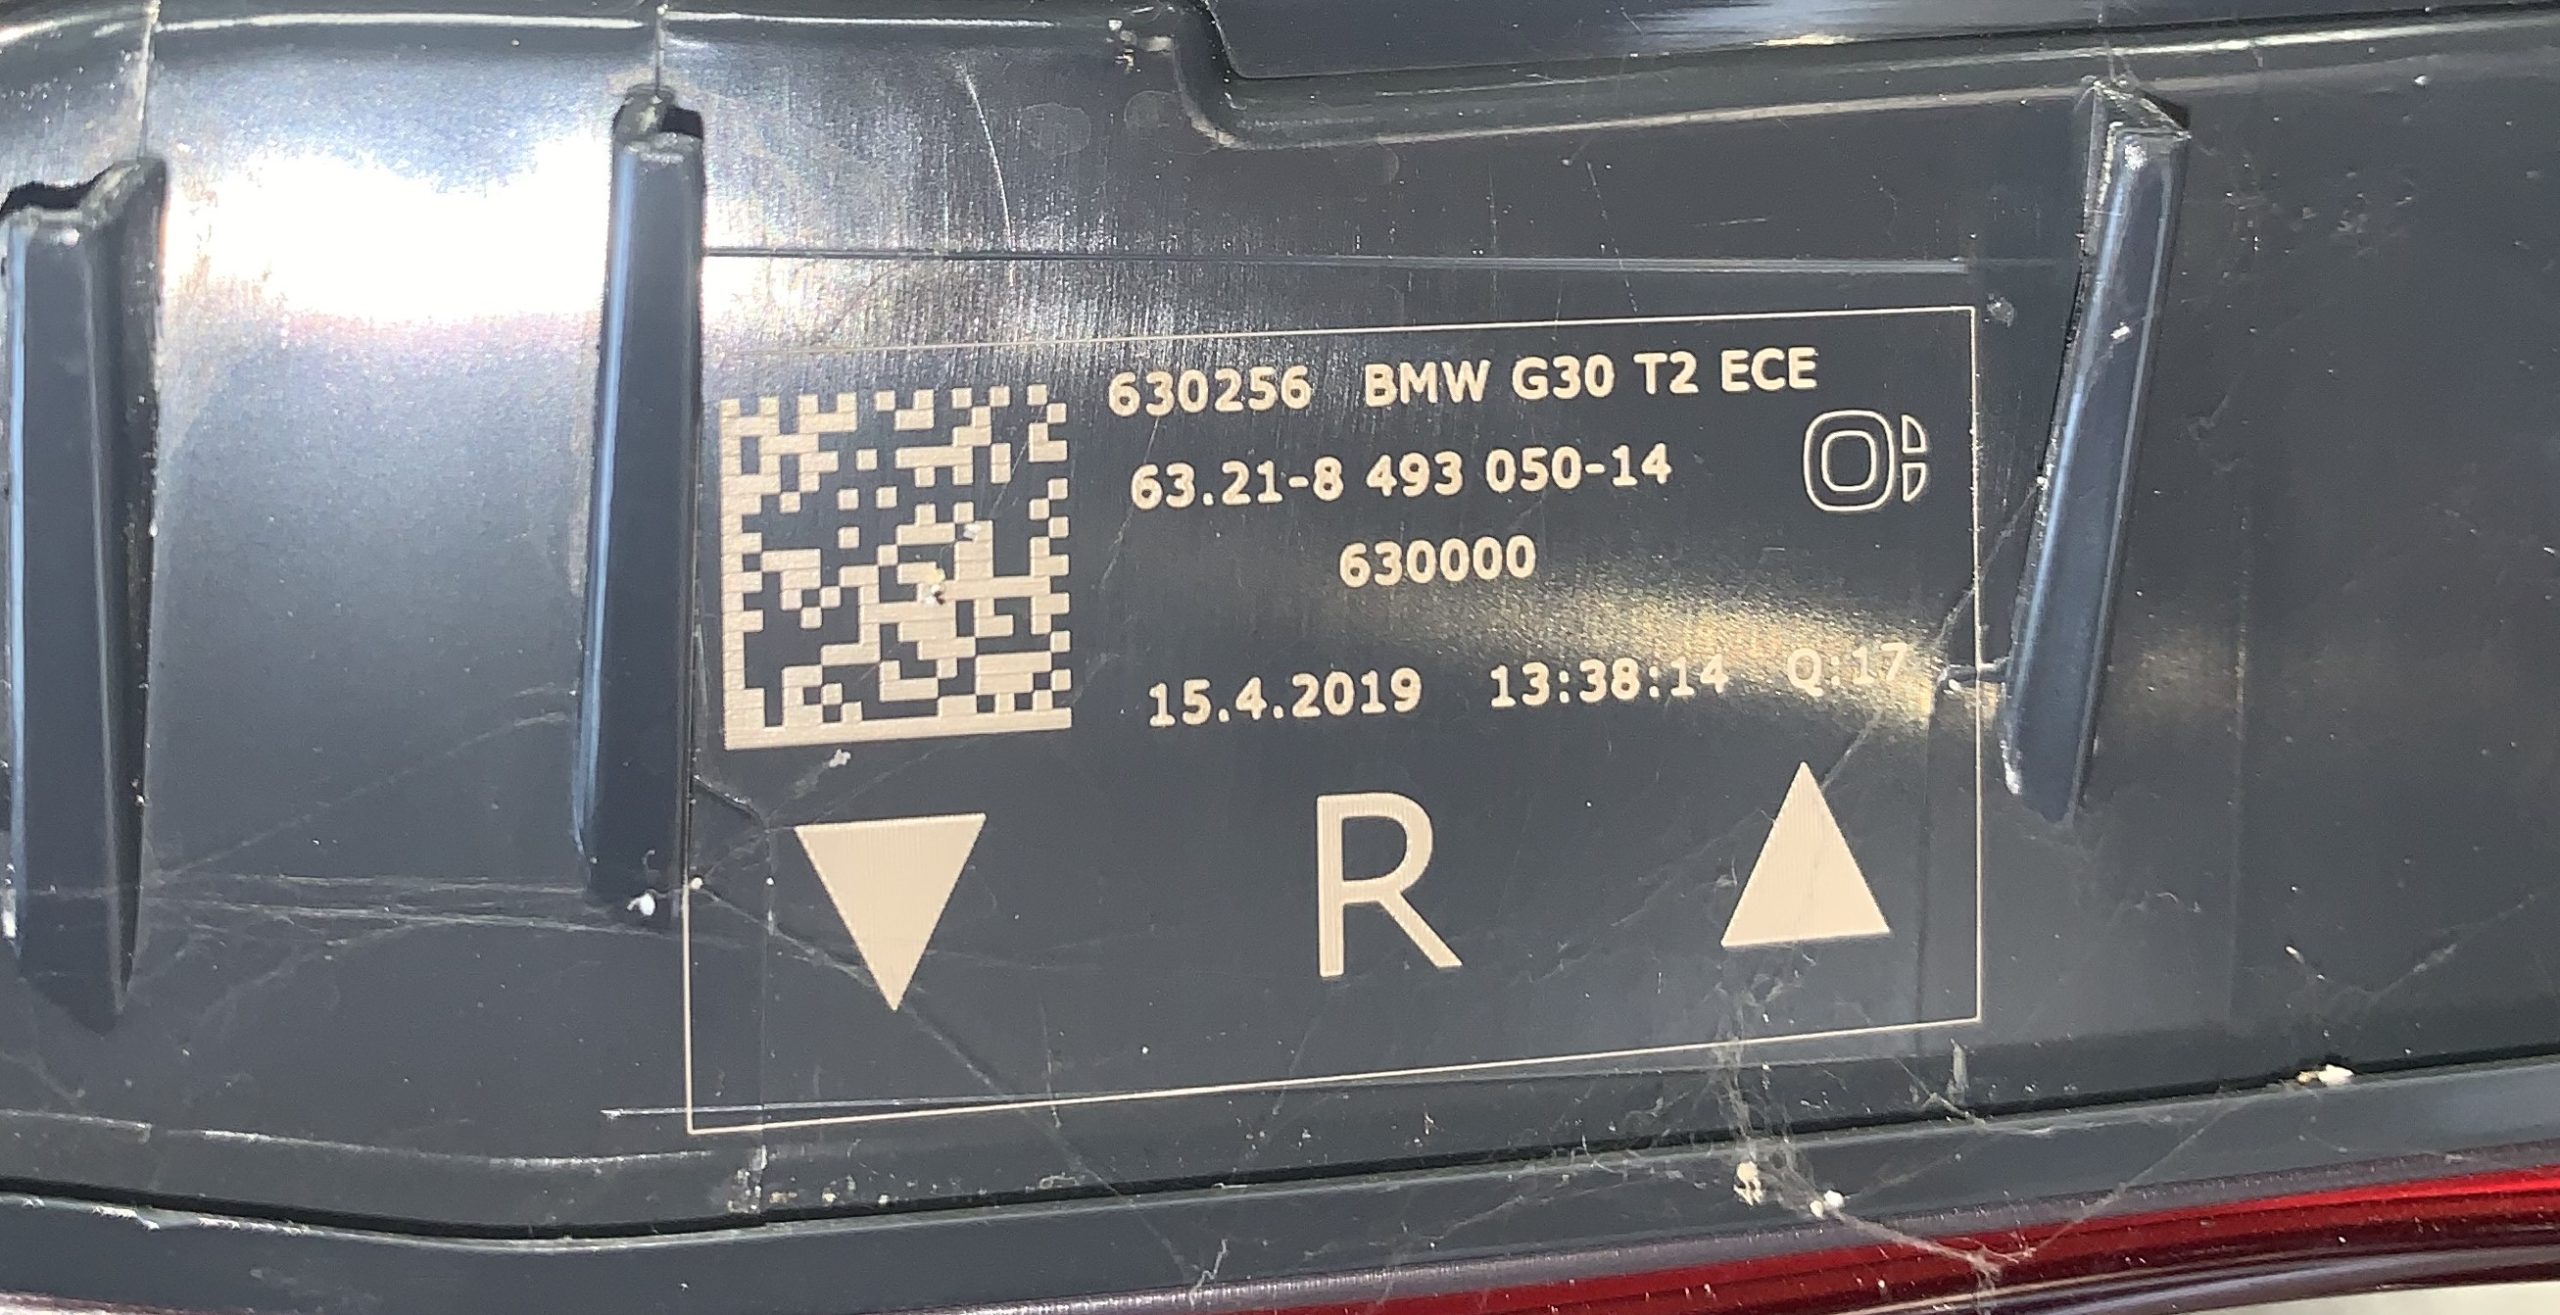 630256 BMW G30 T2 ECE
63.21-8 493 050-14
630000
15.4.2019 13:38:14 Q:17
R